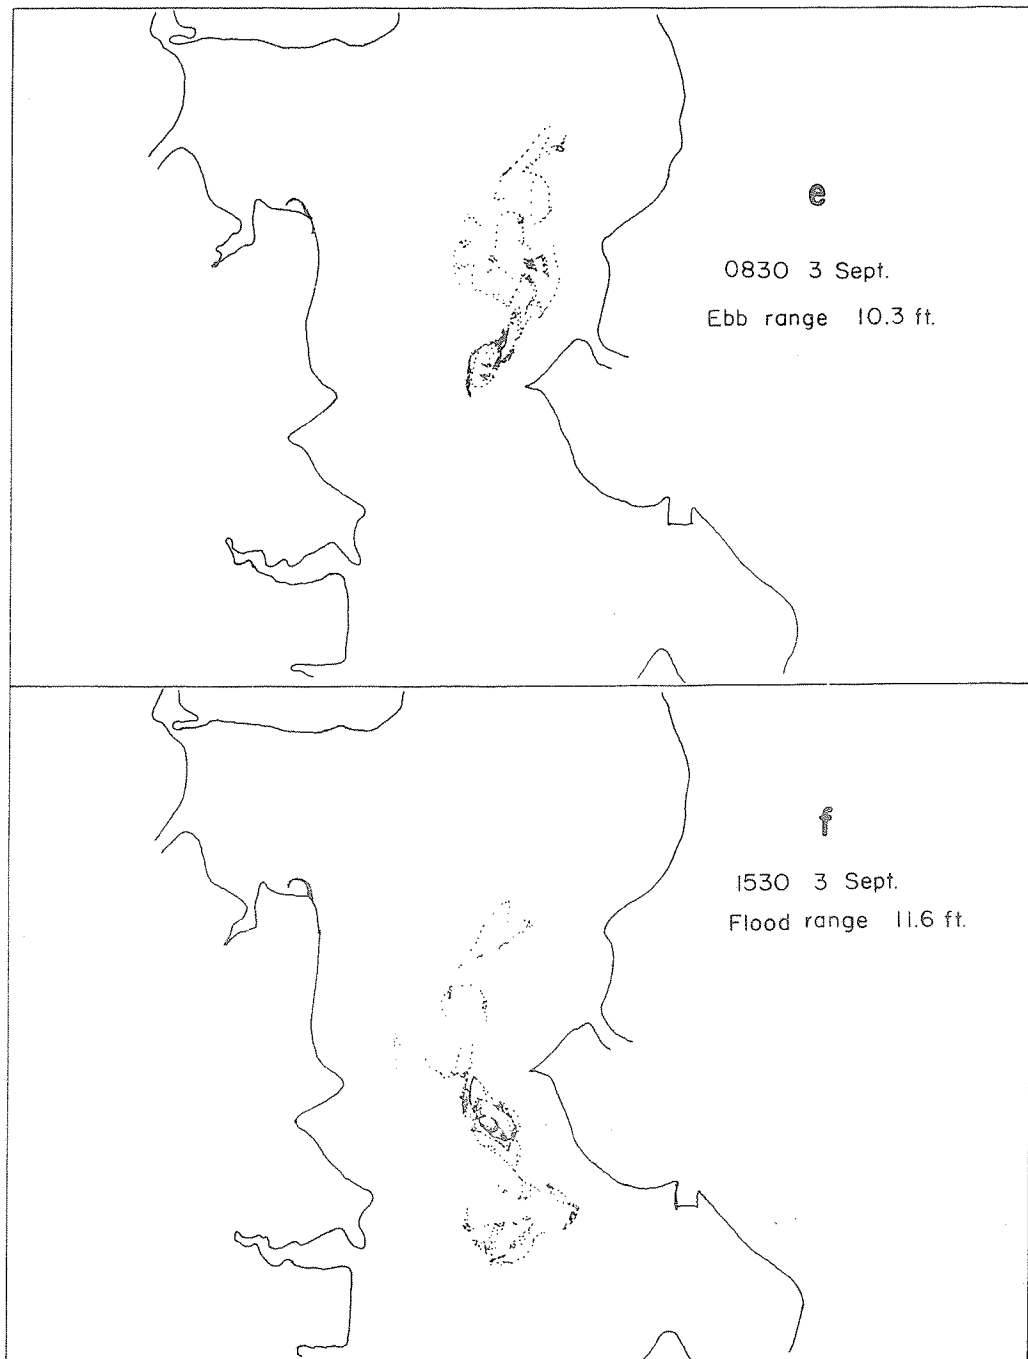 e
0830 3 Sept.
Ebb range 10.3 ft.
f
1530 3 Sept.
Flood range 11.6 ft.